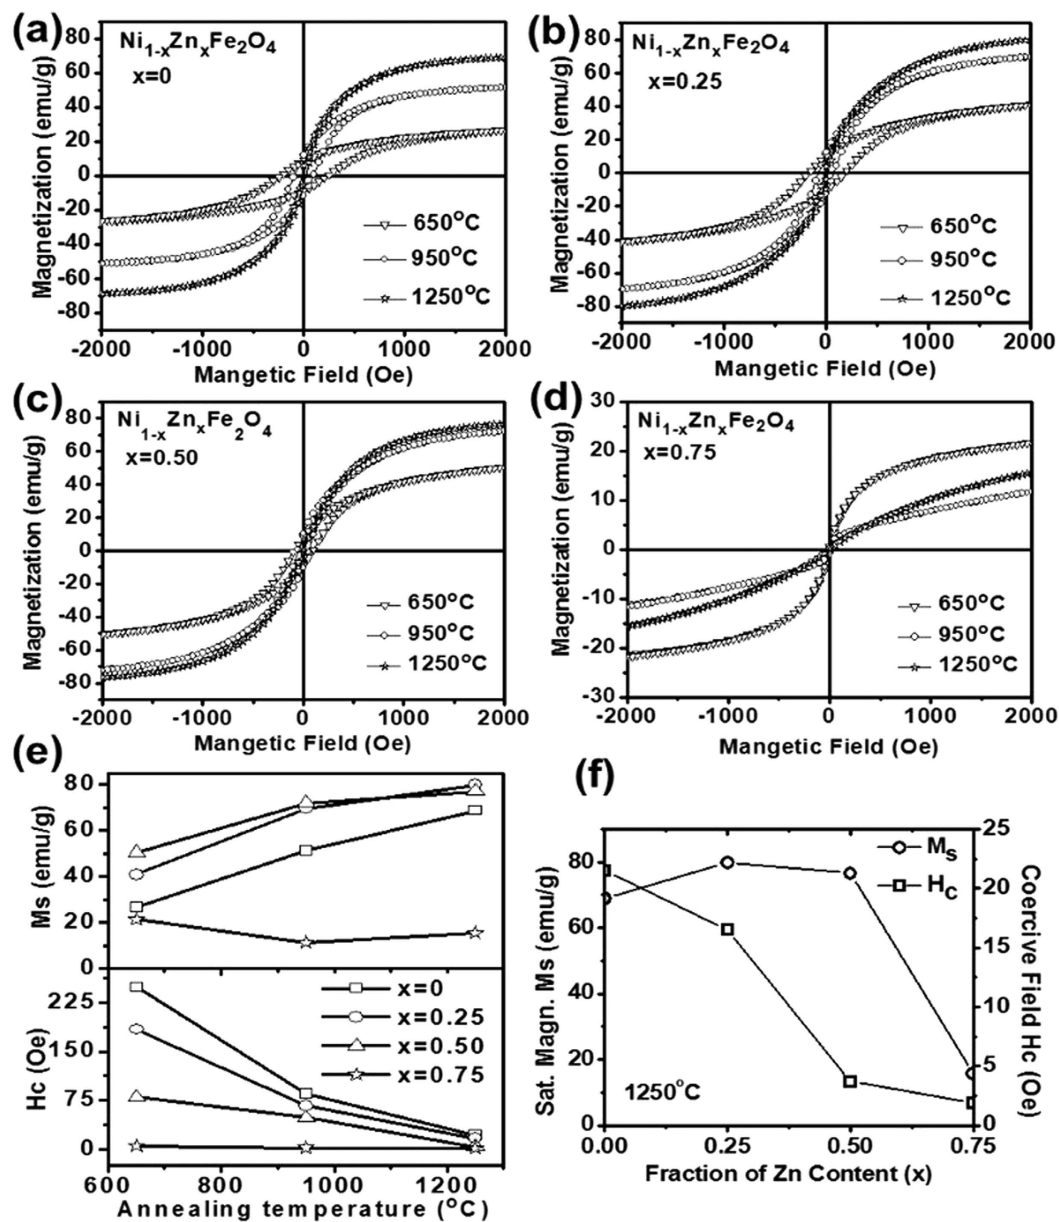 (a)
Ni1-xZnxFe2O4
x=0
80
60
40
20
0
-20
-40
-60
-80
Magnetization (emu/g)
650°C
950°C
1250°C
-2000 -1000 0 1000 2000
Mangetic Field (Oe)
(b)
Ni1-xZnxFe2O4
x=0.25
80
60
40
20
0
-20
-40
-60
-80
Magnetization (emu/g)
650°C
950°C
1250°C
-2000 -1000 0 1000 2000
Mangetic Field (Oe)
(c)
Ni1-xZnxFe2O4
x=0.50
80
60
40
20
0
-20
-40
-60
-80
Magnetization (emu/g)
650°C
950°C
1250°C
-2000 -1000 0 1000 2000
Mangetic Field (Oe)
(d)
Ni1-xZnxFe2O4
x=0.75
30
20
10
0
-10
-20
-30
Magnetization (emu/g)
650°C
950°C
1250°C
-2000 -1000 0 1000 2000
Mangetic Field (Oe)
(e)
80
60
40
20
0
Ms (emu/g)
225
150
75
0
Hc (Oe)
x=0
x=0.25
x=0.50
x=0.75
600 800 1000 1200
Annealing temperature (°C)
(f)
80
60
40
20
0
Sat. Magn. Ms (emu/g)
Ms
Hc
25
20
15
10
5
0
Coercive Field Hc (Oe)
1250°C
0.00 0.25 0.50 0.75
Fraction of Zn Content (x)